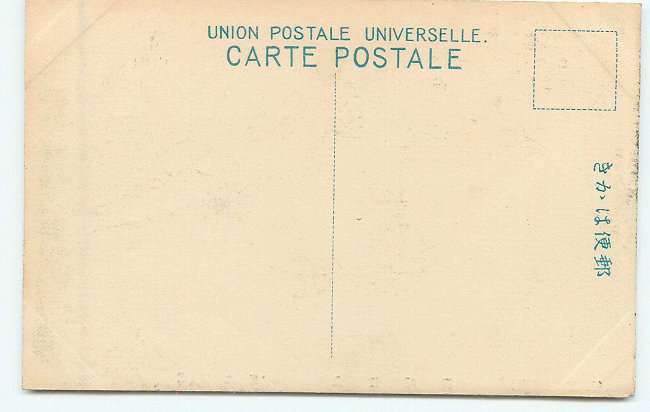 UNION POSTALE UNIVERSELLE.
CARTE POSTALE
きかは便郵